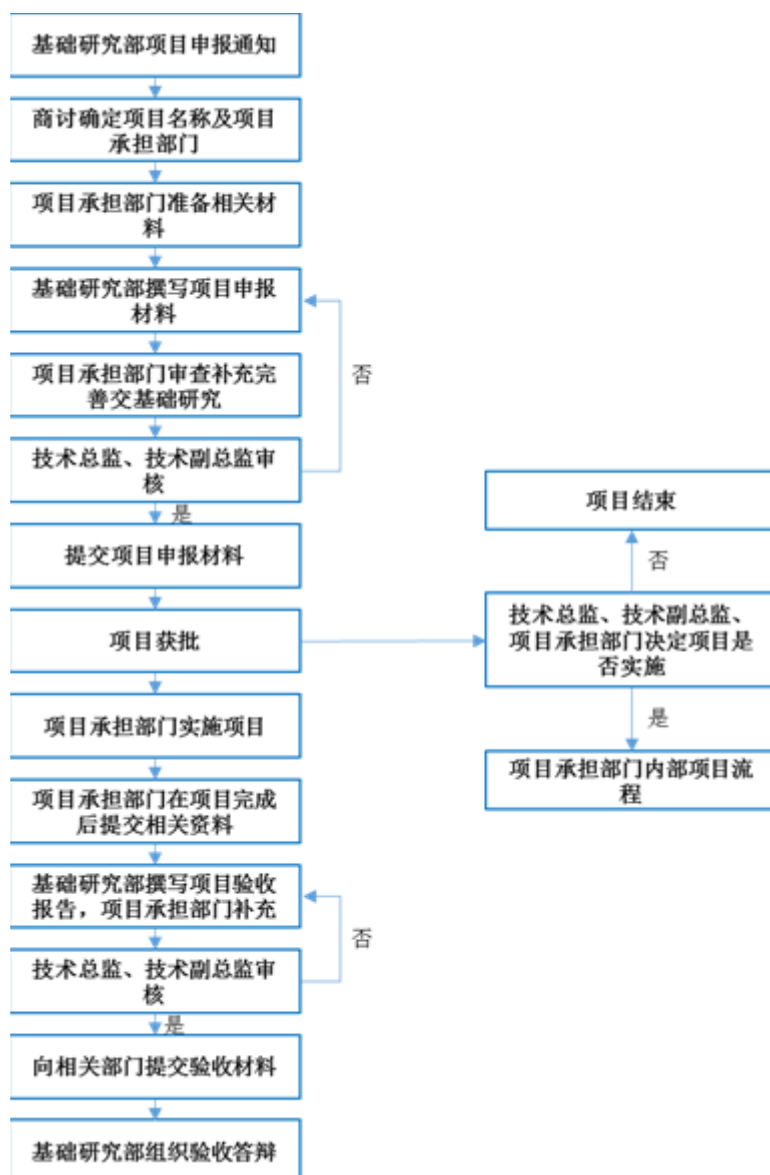 基础研究部项目申报通知
商讨确定项目名称及项目
承担部门
项目承担部门准备相关材
料
基础研究部撰写项目申报
材料
项目承担部门审查补充完
善交基础研究
否
技术总监、技术副总监审
核
是
提交项目申报材料
项目获批
项目结束
否
技术总监、技术副总监、
项目承担部门决定项目是
否实施
是
项目承担部门内部项目流
程
项目承担部门实施项目
项目承担部门在项目完成
后提交相关资料
基础研究部撰写项目验收
报告，项目承担部门补充
否
技术总监、技术副总监审
核
是
向相关部门提交验收材料
基础研究部组织验收答辩